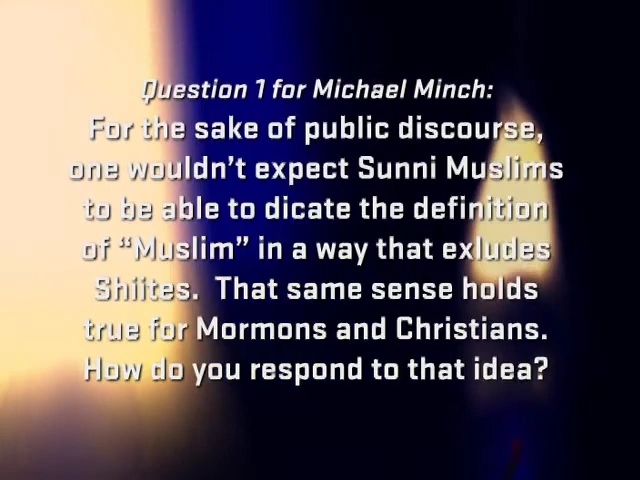 Question 1 for Michael Minch:
For the sake of public discourse,
one wouldn't expect Sunni Muslims
to be able to dicate the definition
of “Muslim” in a way that exludes
Shiites.  That same sense holds
true for Mormons and Christians.
How do you respond to that idea?